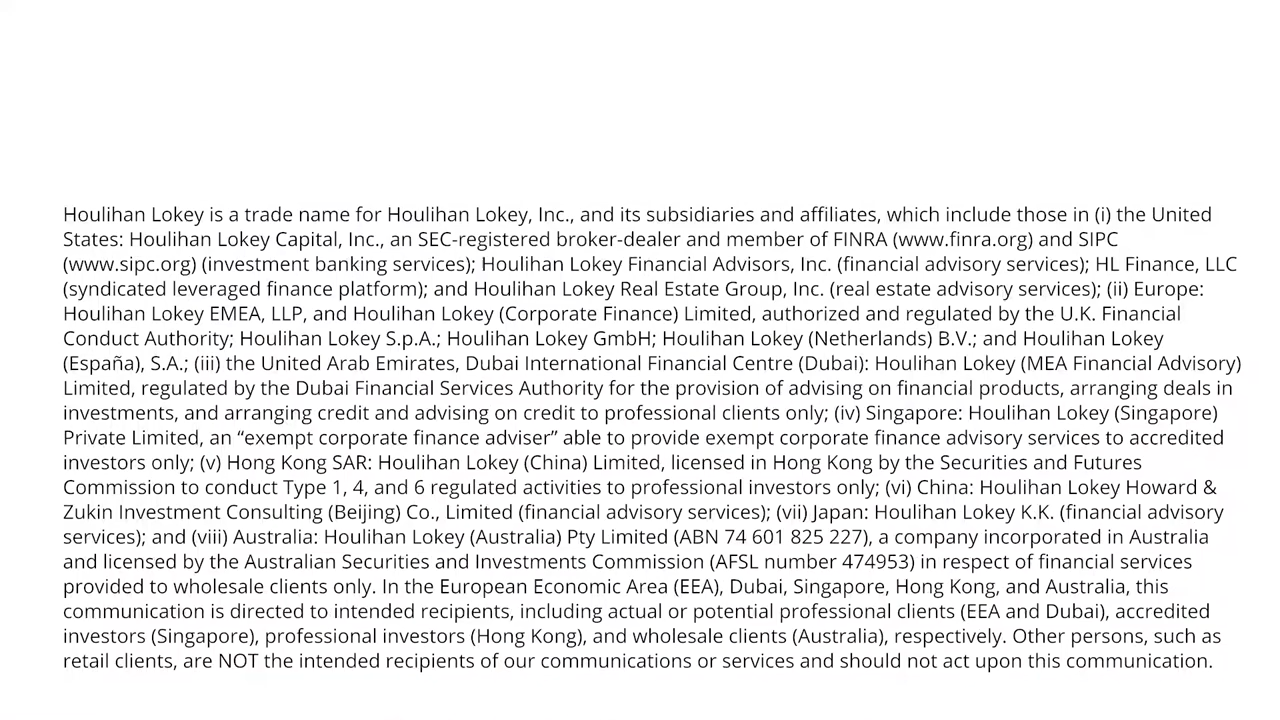 Houlihan Lokey is a trade name for Houlihan Lokey, Inc., and its subsidiaries and affiliates, which include those in (i) the United
States: Houlihan Lokey Capital, Inc., an SEC-registered broker-dealer and member of FINRA (www.finra.org) and SIPC
(www.sipc.org) (investment banking services); Houlihan Lokey Financial Advisors, Inc. (financial advisory services); HL Finance, LLC
(syndicated leveraged finance platform); and Houlihan Lokey Real Estate Group, Inc. (real estate advisory services); (ii) Europe:
Houlihan Lokey EMEA, LLP, and Houlihan Lokey (Corporate Finance) Limited, authorized and regulated by the U.K. Financial
Conduct Authority; Houlihan Lokey S.p.A.; Houlihan Lokey GmbH; Houlihan Lokey (Netherlands) B.V.; and Houlihan Lokey
(España), S.A.; (iii) the United Arab Emirates, Dubai International Financial Centre (Dubai): Houlihan Lokey (MEA Financial Advisory)
Limited, regulated by the Dubai Financial Services Authority for the provision of advising on financial products, arranging deals in
investments, and arranging credit and advising on credit to professional clients only; (iv) Singapore: Houlihan Lokey (Singapore)
Private Limited, an “exempt corporate finance adviser” able to provide exempt corporate finance advisory services to accredited
investors only; (v) Hong Kong SAR: Houlihan Lokey (China) Limited, licensed in Hong Kong by the Securities and Futures
Commission to conduct Type 1, 4, and 6 regulated activities to professional investors only; (vi) China: Houlihan Lokey Howard &
Zukin Investment Consulting (Beijing) Co., Limited (financial advisory services); (vii) Japan: Houlihan Lokey K.K. (financial advisory
services); and (viii) Australia: Houlihan Lokey (Australia) Pty Limited (ABN 74 601 825 227), a company incorporated in Australia
and licensed by the Australian Securities and Investments Commission (AFSL number 474953) in respect of financial services
provided to wholesale clients only. In the European Economic Area (EEA), Dubai, Singapore, Hong Kong, and Australia, this
communication is directed to intended recipients, including actual or potential professional clients (EEA and Dubai), accredited
investors (Singapore), professional investors (Hong Kong), and wholesale clients (Australia), respectively. Other persons, such as
retail clients, are NOT the intended recipients of our communications or services and should not act upon this communication.